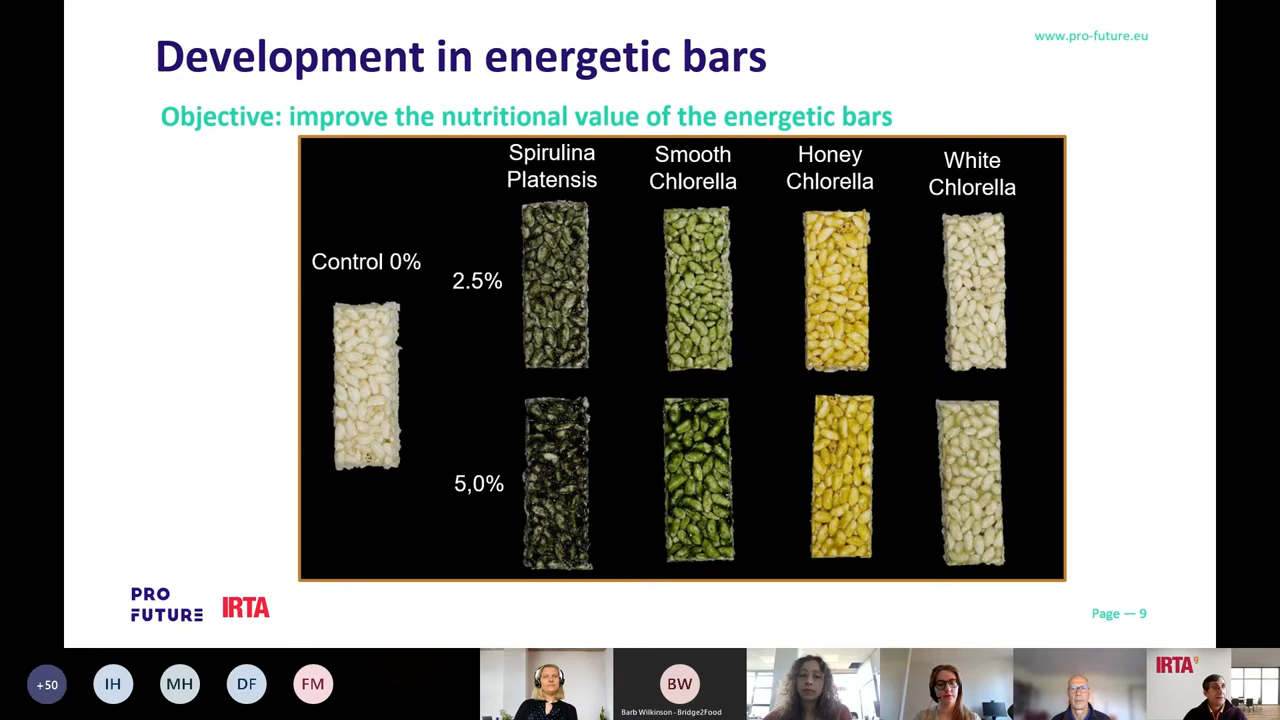 Development in energetic bars
www.pro-future.eu
Objective: improve the nutritional value of the energetic bars
Spirulina
Platensis
Smooth
Chlorella
Honey
Chlorella
White
Chlorella
Control 0%
2.5%
5,0%
PRO
FUTURE
IRTA
Page — 9
+50
IH
MH
DF
FM
BW
Barb Wilkinson - Bridge2Food
IRTA